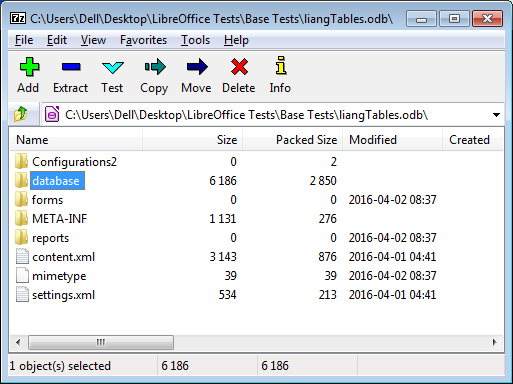 7z C:\Users\Dell\Desktop\LibreOffice Tests\Base Tests\liangTables.odb\
File Edit View Favorites Tools Help
Add Extract Test Copy Move Delete Info
C:\Users\Dell\Desktop\LibreOffice Tests\Base Tests\liangTables.odb\
Name Size Packed Size Modified Created
Configurations2 0 2
database 6 186 2 850
forms 0 0 2016-04-02 08:37
META-INF 1 131 276
reports 0 0 2016-04-02 08:37
content.xml 3 143 876 2016-04-01 04:41
mimetype 39 39 2016-04-02 08:37
settings.xml 534 213 2016-04-01 04:41
1 object(s) selected 6 186 6 186